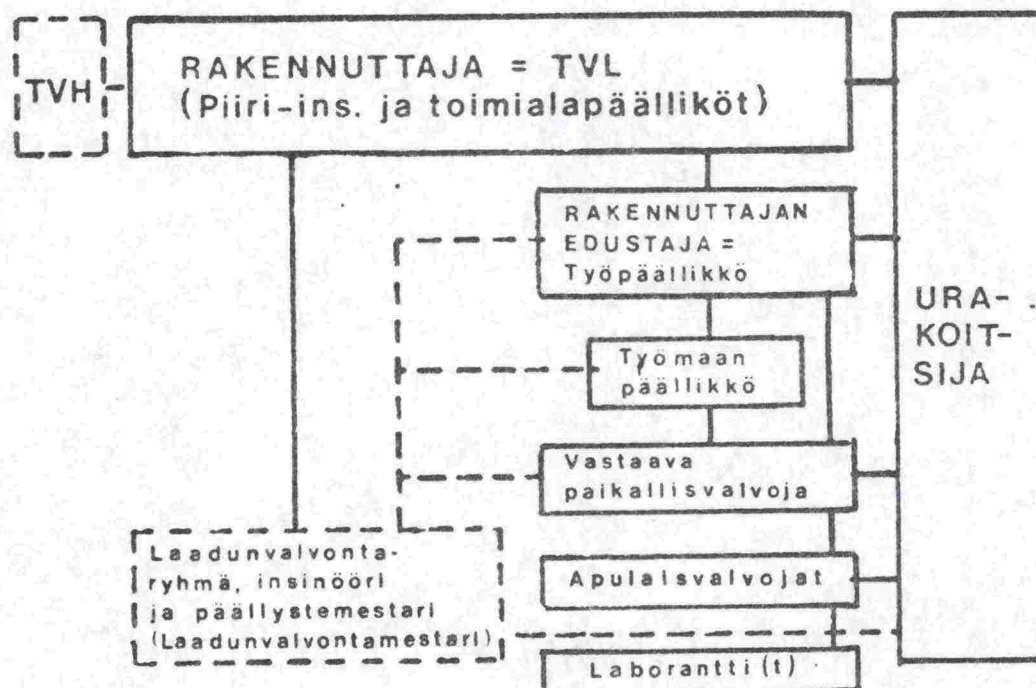 TVH
RAKENNUTTAJA = TVL
(Piiri-ins. ja toimialapäälliköt)
RAKENNUTTAJAN
EDUSTAJA =
Työpäällikkö
Työmaan
päällikkö
Vastaava
paikallisvalvoja
Apulaisvalvojat
Laborantti (t)
Laadunvalvonta-
ryhmä, insinööri
ja päällystemestari
(Laadunvalvontamestari)
URA-
KOIT-
SIJA